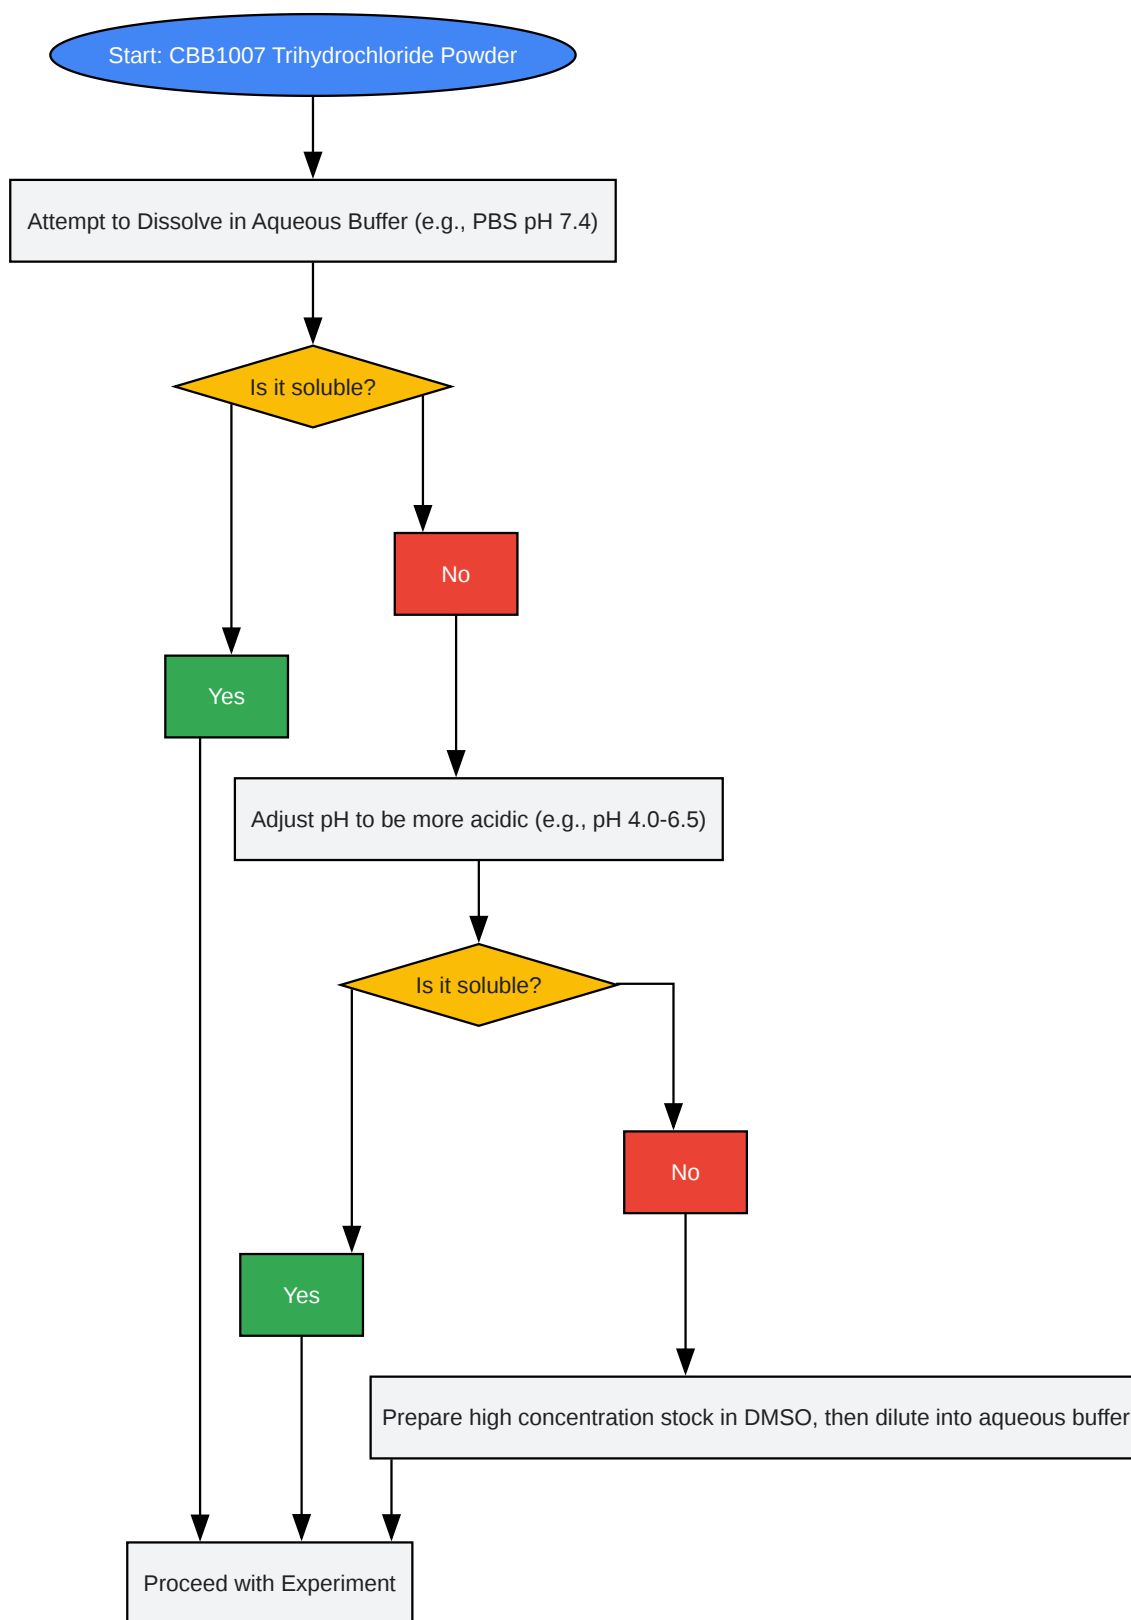 Start: CBB1007 Trihydrochloride Powder
Attempt to Dissolve in Aqueous Buffer (e.g., PBS pH 7.4)
Is it soluble?
No
Yes
Adjust pH to be more acidic (e.g., pH 4.0-6.5)
Is it soluble?
No
Yes
Prepare high concentration stock in DMSO, then dilute into aqueous buffer
Proceed with Experiment